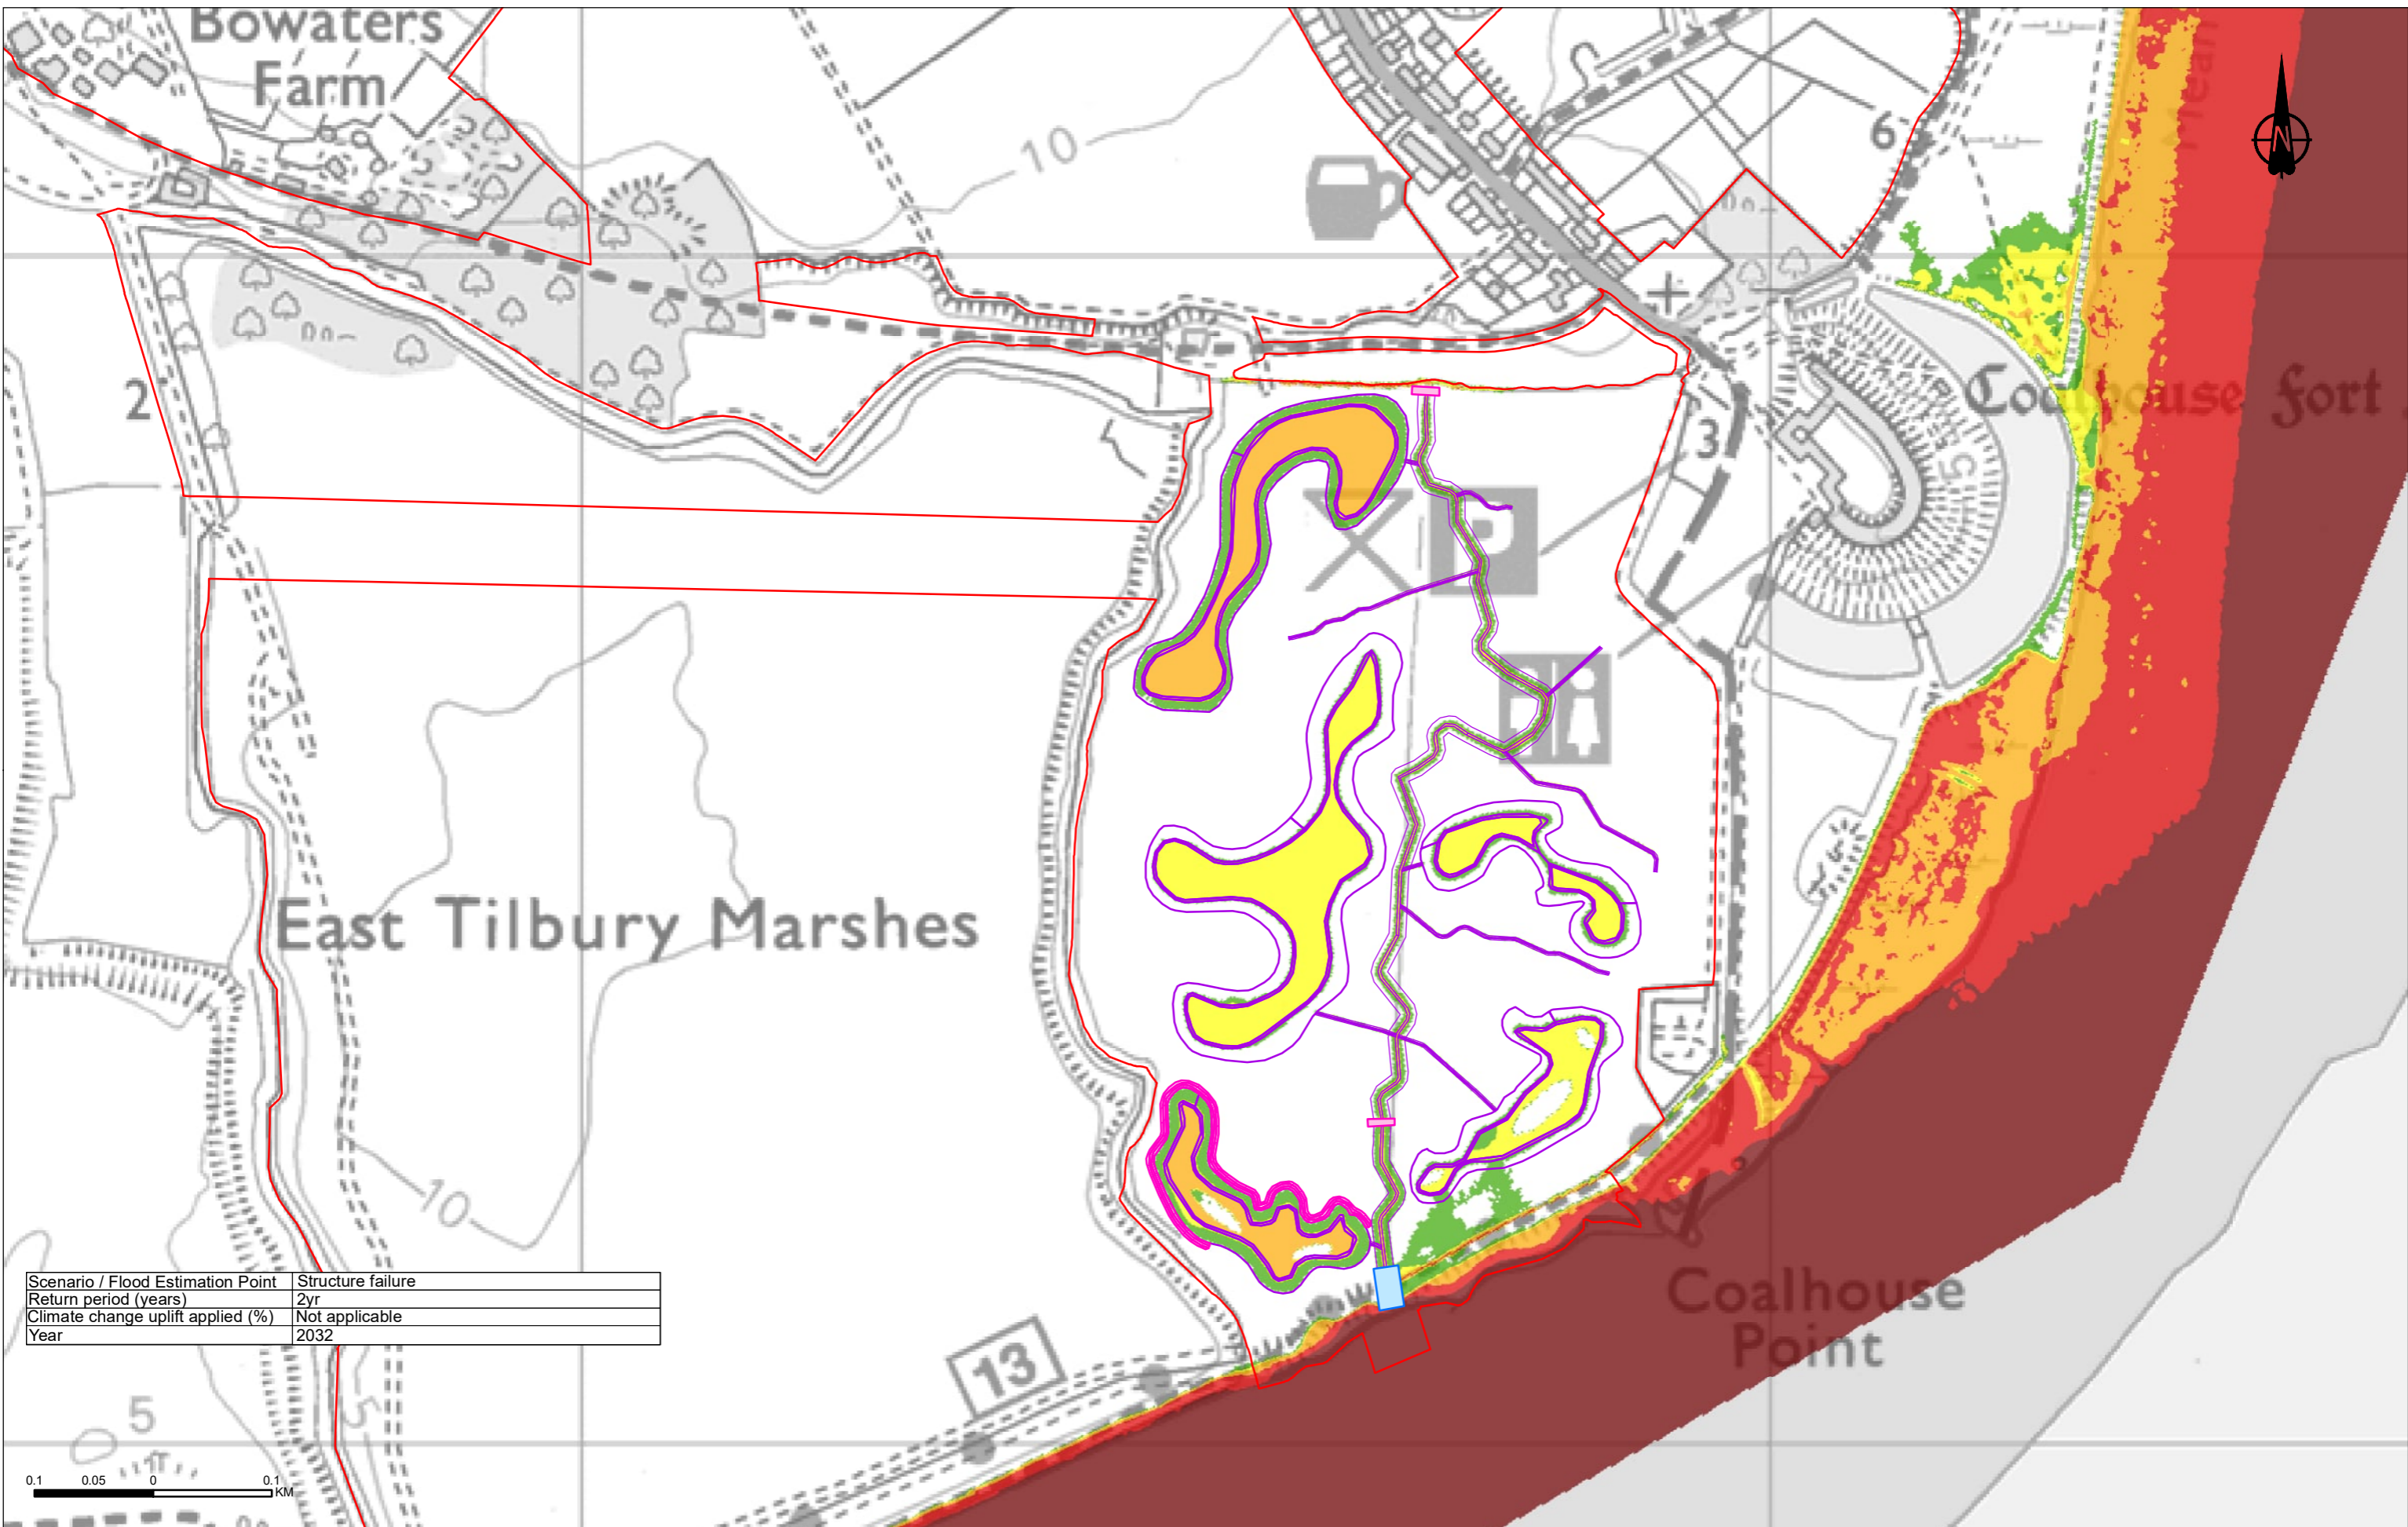 Bowaters
Farm
10
6
N
Coalhouse Fort
2
3
P
East Tilbury Marshes
10
Scenario / Flood Estimation Point Structure failure
Return period (years) 2yr
Climate change uplift applied (%) Not applicable
Year 2032
Coalhouse
Point
13
5
5
0.1 0.05 0 0.1
KM